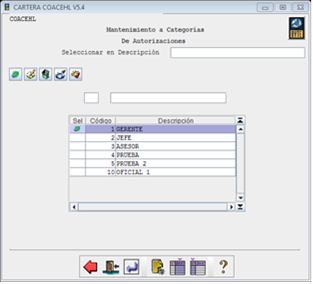 CARTERA COACEHL V5.4
COACEHL
Mantenimiento a Categorias
De Autorizaciones
Seleccionar en Descripción
Sel Código Descripción
1 GERENTE
2 JEFE
3 ASESOR
4 PRUEBA
5 PRUEBA 2
10 OFICIAL 1
?